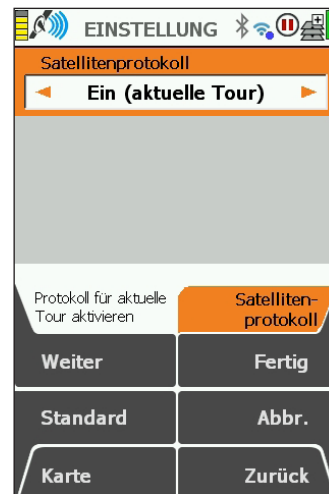 EINSTELLUNG
Satellitenprotokoll
Ein (aktuelle Tour)
Protokoll für aktuelle
Tour aktivieren
Satelliten-
protokoll
Weiter
Fertig
Standard
Abbr.
Karte
Zurück